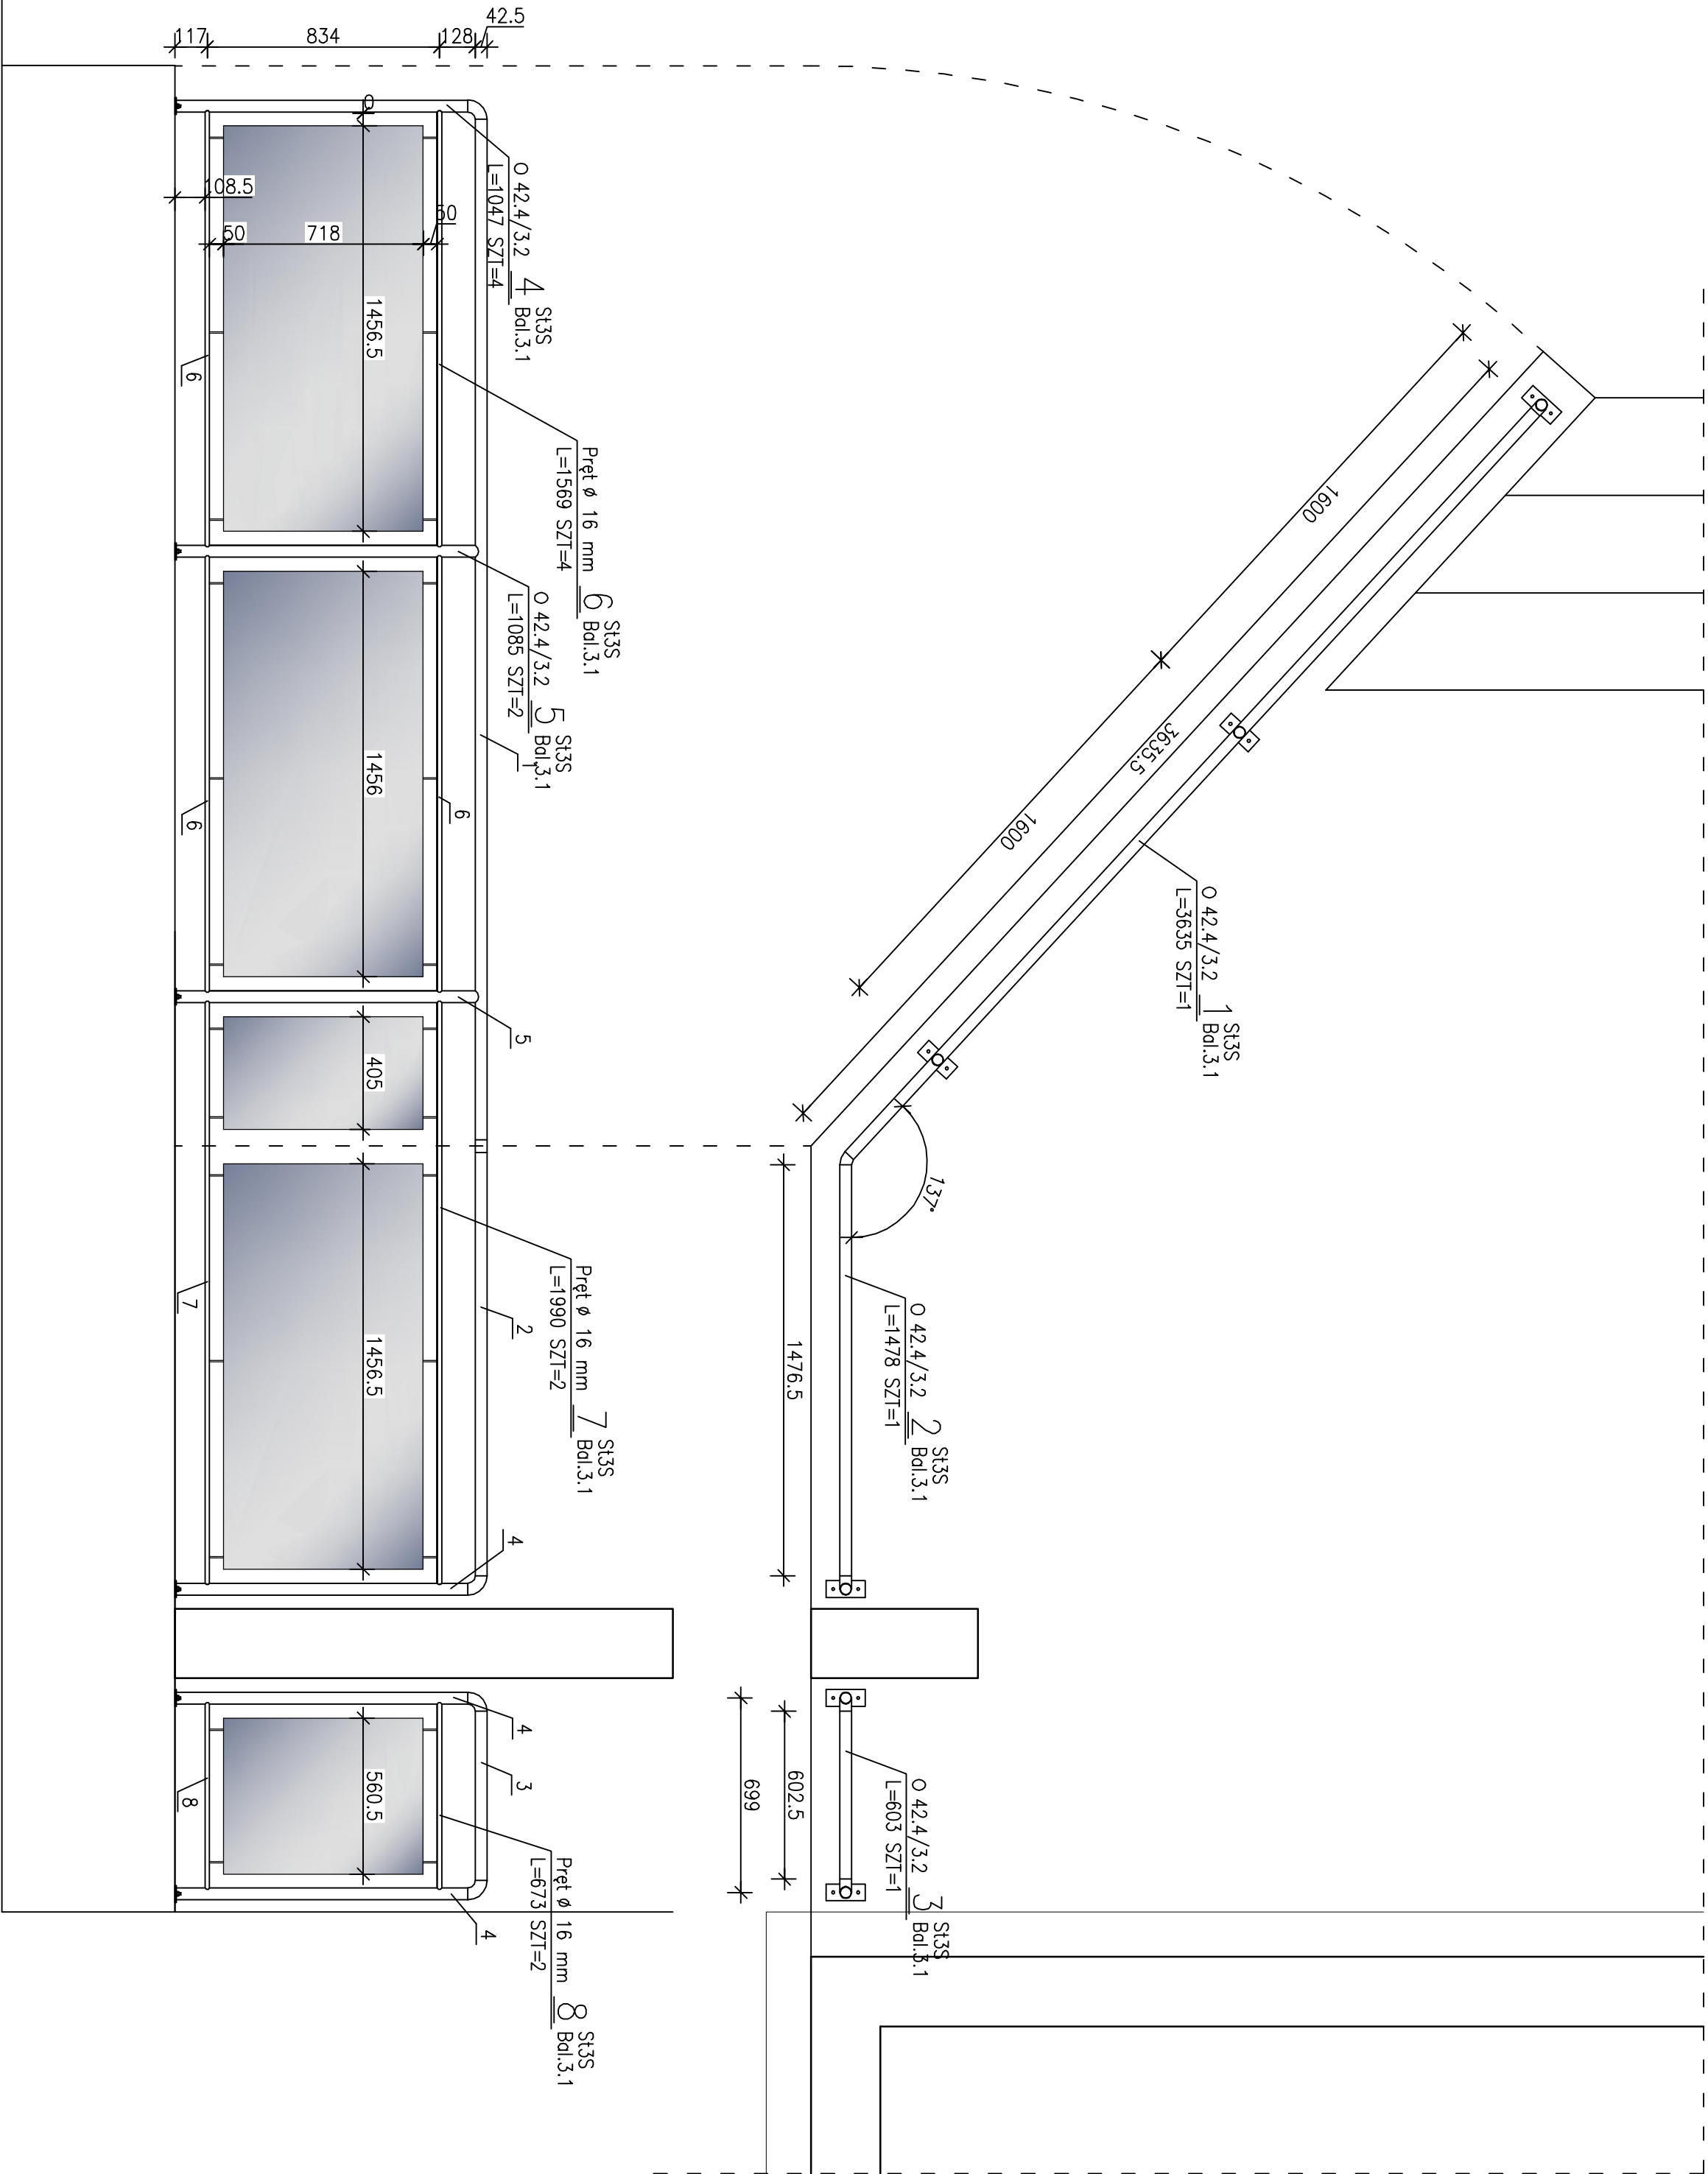 42.5
117
834
128
0
108.5
50
718
50
1456.5
1456
405
1456.5
560.5
O 42.4/3.2
L=1047 SZT=4
4
St3S
Bal.3.1
Pręt ø 16 mm
L=1569 SZT=4
6
St3S
Bal.3.1
O 42.4/3.2
L=1085 SZT=2
5
St3S
Bal.3.1
1
6
6
6
5
Pręt ø 16 mm
L=1990 SZT=2
7
St3S
Bal.3.1
2
7
4
4
3
8
4
Pręt ø 16 mm
L=673 SZT=2
8
St3S
Bal.3.1
1600
3635.5
1600
O 42.4/3.2
L=3635 SZT=1
1
St3S
Bal.3.1
137°
1476.5
O 42.4/3.2
L=1478 SZT=1
2
St3S
Bal.3.1
602.5
699
O 42.4/3.2
L=603 SZT=1
3
St3S
Bal.3.1